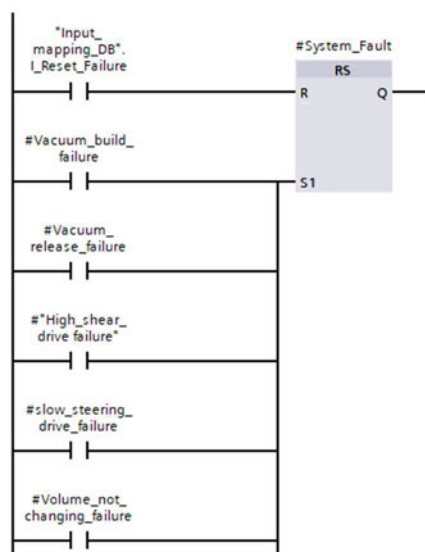 "Input_
mapping_DB".
I_Reset_Failure
#System_Fault
RS
R
Q
#Vacuum_build_
failure
S1
#Vacuum_
release_failure
#"High_shear_
drive failure"
#slow_steering_
drive_failure
#Volume_not_
changing_failure